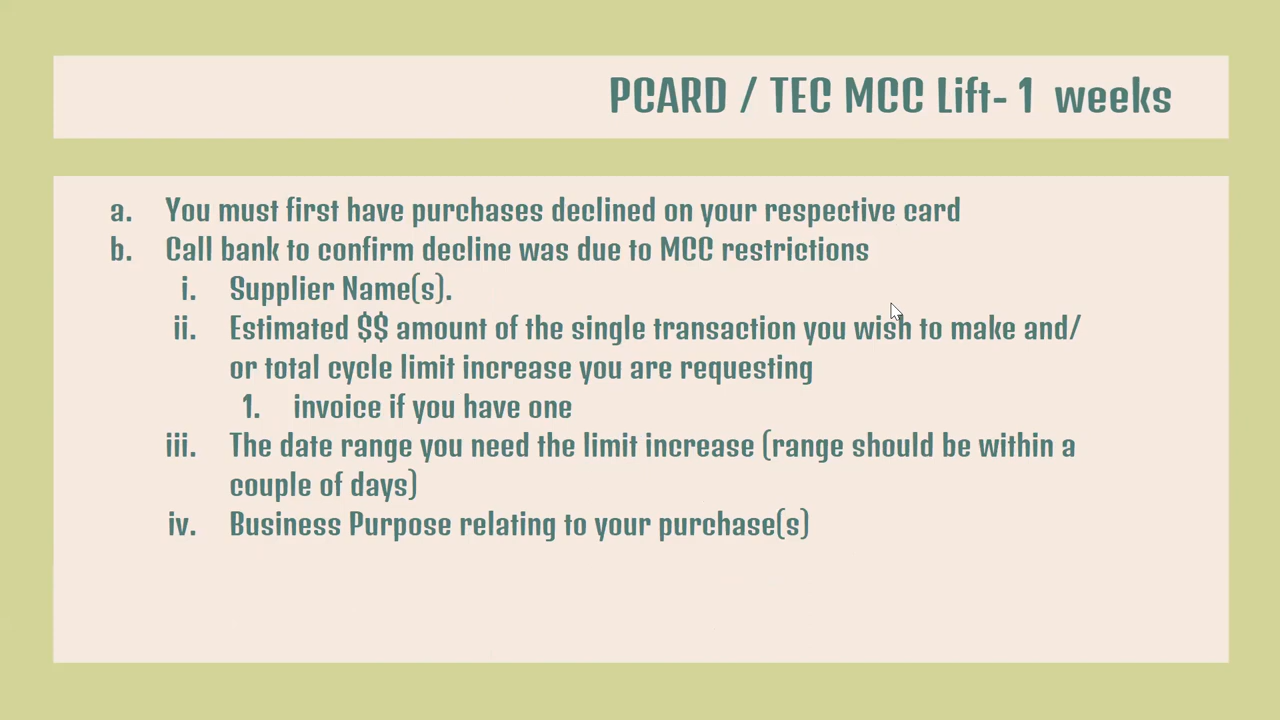 PCARD / TEC MCC Lift- 1 weeks
a. You must first have purchases declined on your respective card
b. Call bank to confirm decline was due to MCC restrictions
i. Supplier Name(s).
ii. Estimated $$ amount of the single transaction you wish to make and/
or total cycle limit increase you are requesting
1. invoice if you have one
iii. The date range you need the limit increase (range should be within a
couple of days)
iv. Business Purpose relating to your purchase(s)